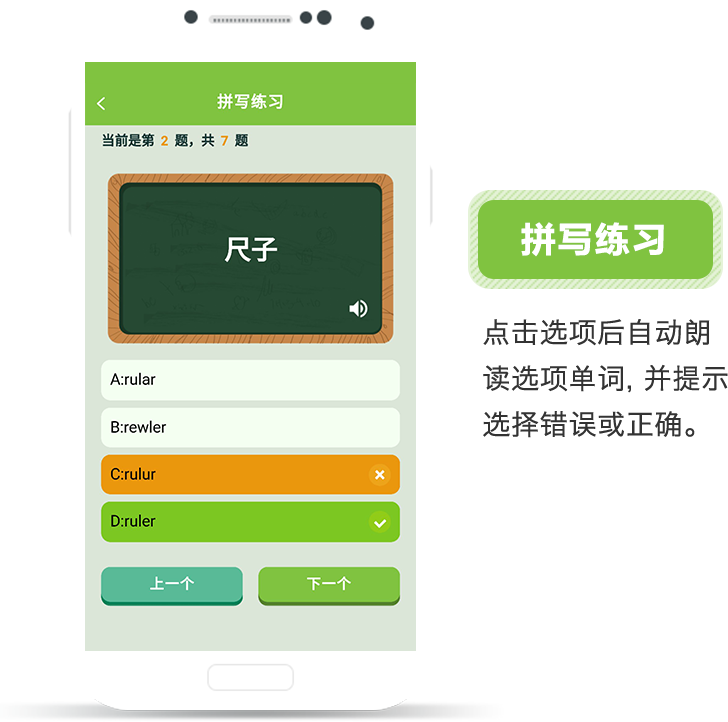 拼写练习
当前是第 2 题，共 7 题
尺子
A:rular
B:rewler
C:rulur
D:ruler
上一个
下一个
拼写练习
点击选项后自动朗
读选项单词, 并提示
选择错误或正确。